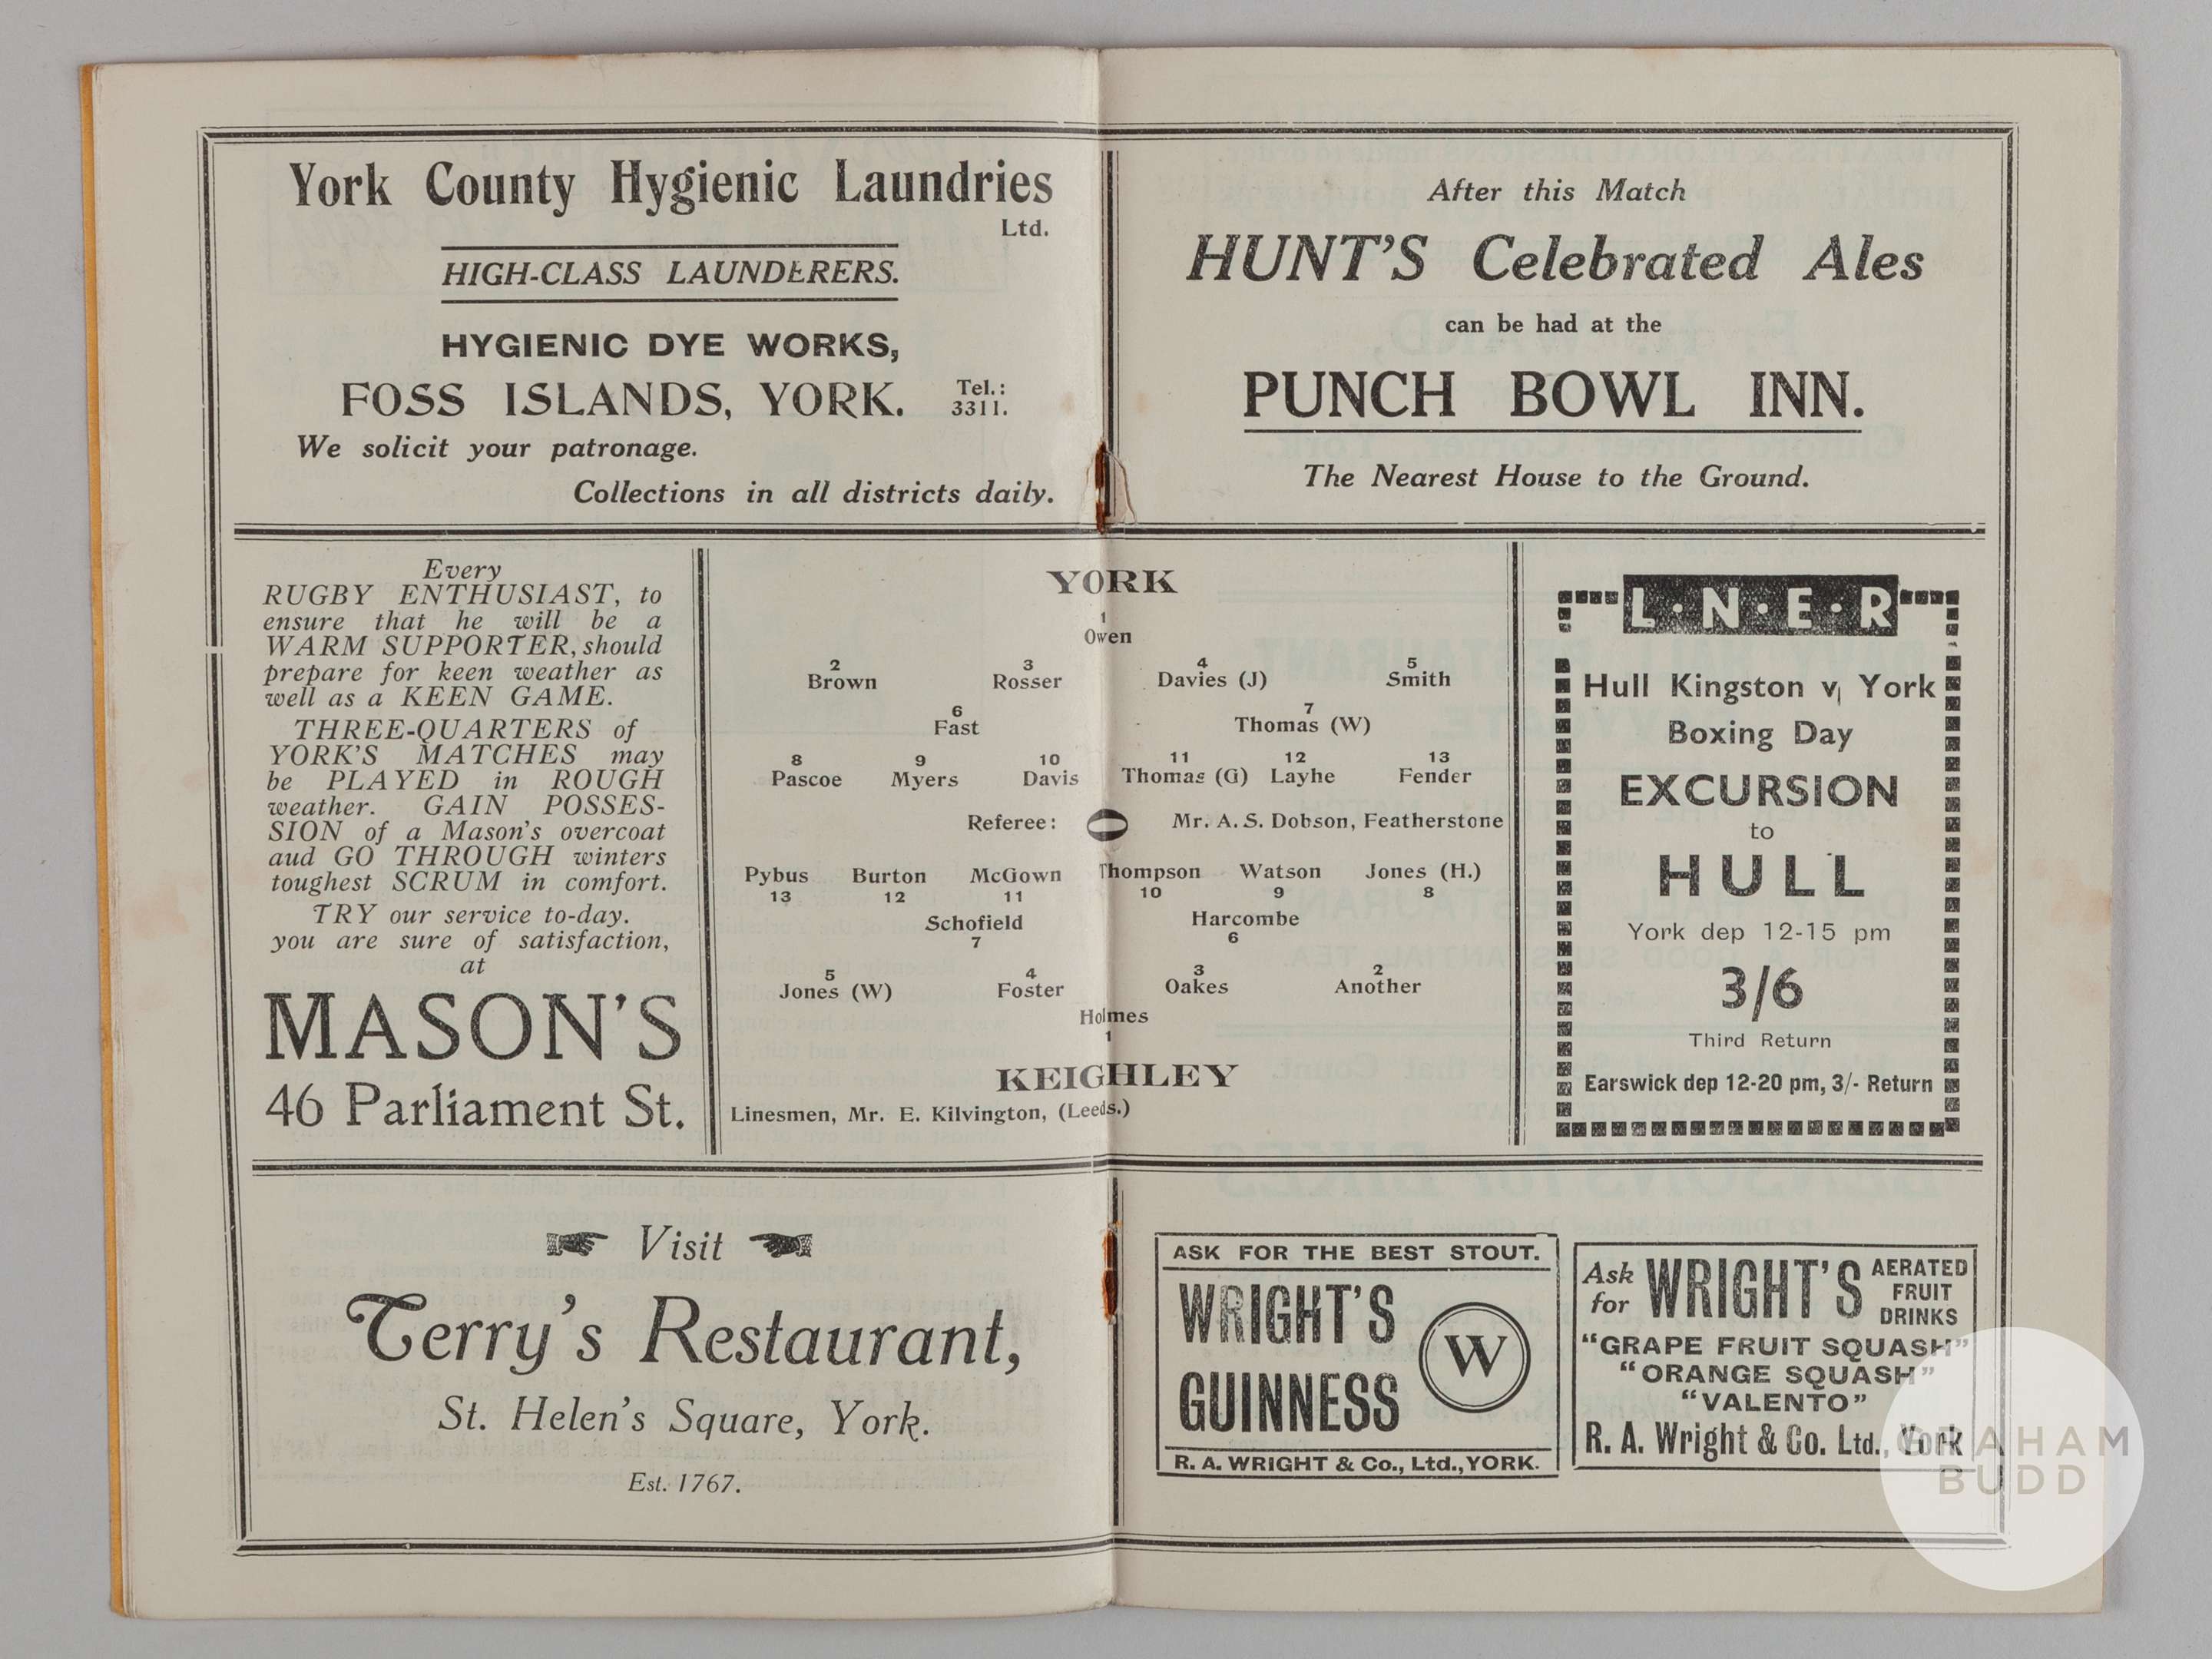 York County Hygienic Laundries
Ltd.
HIGH-CLASS LAUNDERERS.
HYGIENIC DYE WORKS,
FOSS ISLANDS, YORK. Tel.: 3311.
We solicit your patronage.
Collections in all districts daily.
After this Match
HUNT'S Celebrated Ales
can be had at the
PUNCH BOWL INN.
The Nearest House to the Ground.
Every
RUGBY ENTHUSIAST, to
ensure that he will be a
WARM SUPPORTER, should
prepare for keen weather as
well as a KEEN GAME.
THREE-QUARTERS of
YORK'S MATCHES may
be PLAYED in ROUGH
weather. GAIN POSSES-
SION of a Mason's overcoat
aud GO THROUGH winters
toughest SCRUM in comfort.
TRY our service to-day.
you are sure of satisfaction,
at
MASON'S
46 Parliament St.
YORK
1
Owen
2 3 4 5
Brown Rosser Davies (J) Smith
6 7
Fast Thomas (W)
8 9 10 11 12 13
Pascoe Myers Davis Thomas (G) Layhe Fender
Referee: Mr. A. S. Dobson, Featherstone
Pybus Burton McGown Thompson Watson Jones (H.)
13 12 11 10 9 8
Schofield Harcombe
7 6
5 4 3 2
Jones (W) Foster Oakes Another
Holmes
1
KEIGHLEY
Linesmen, Mr. E. Kilvington, (Leeds.)
L·N·E·R
Hull Kingston v, York
Boxing Day
EXCURSION
to
HULL
York dep 12-15 pm
3/6
Third Return
Earswick dep 12-20 pm, 3/- Return
Visit
Terry's Restaurant,
St. Helen's Square, York.
Est. 1767.
ASK FOR THE BEST STOUT.
WRIGHT'S
GUINNESS
W
R. A. WRIGHT & Co., Ltd., YORK.
Ask for WRIGHT'S AERATED FRUIT DRINKS
"GRAPE FRUIT SQUASH"
"ORANGE SQUASH"
"VALENTO"
R. A. Wright & Co. Ltd., York
GRAHAM
BUDD